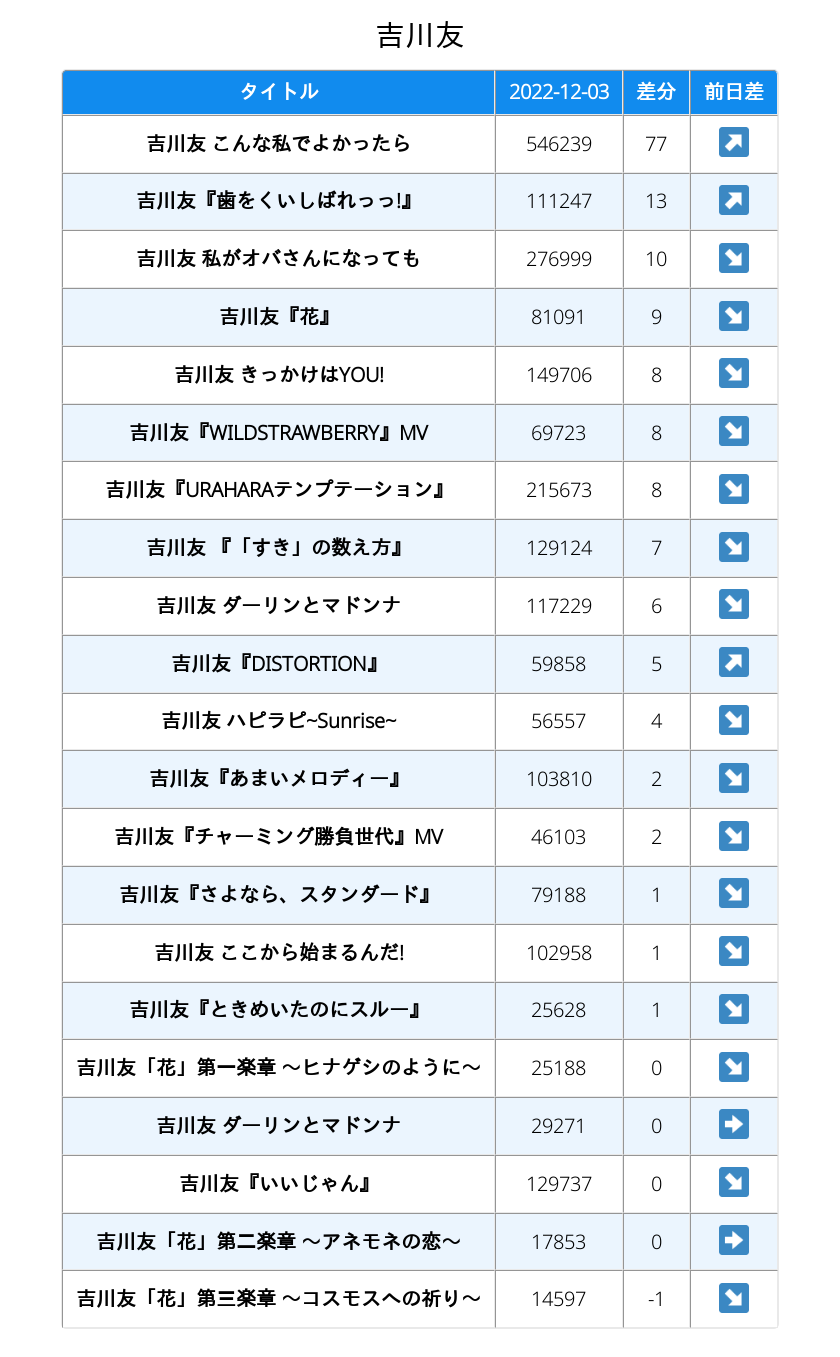 吉川友
タイトル 2022-12-03 差分 前日差
吉川友 こんな私でよかったら 546239 77 ↗
吉川友『歯をくいしばれっっ!』 111247 13 ↗
吉川友 私がオバさんになっても 276999 10 ↘
吉川友『花』 81091 9 ↘
吉川友 きっかけはYOU! 149706 8 ↘
吉川友『WILDSTRAWBERRY』MV 69723 8 ↘
吉川友『URAHARAテンプテーション』 215673 8 ↘
吉川友 『「すき」の数え方』 129124 7 ↘
吉川友 ダーリンとマドンナ 117229 6 ↘
吉川友『DISTORTION』 59858 5 ↗
吉川友 ハピラピ~Sunrise~ 56557 4 ↘
吉川友『あまいメロディー』 103810 2 ↘
吉川友『チャーミング勝負世代』MV 46103 2 ↘
吉川友『さよなら、スタンダード』 79188 1 ↘
吉川友 ここから始まるんだ! 102958 1 ↘
吉川友『ときめいたのにスルー』 25628 1 ↘
吉川友「花」第一楽章 〜ヒナゲシのように〜 25188 0 ↘
吉川友 ダーリンとマドンナ 29271 0 ➡
吉川友『いいじゃん』 129737 0 ↘
吉川友「花」第二楽章 〜アネモネの恋〜 17853 0 ➡
吉川友「花」第三楽章 〜コスモスへの祈り〜 14597 -1 ↘